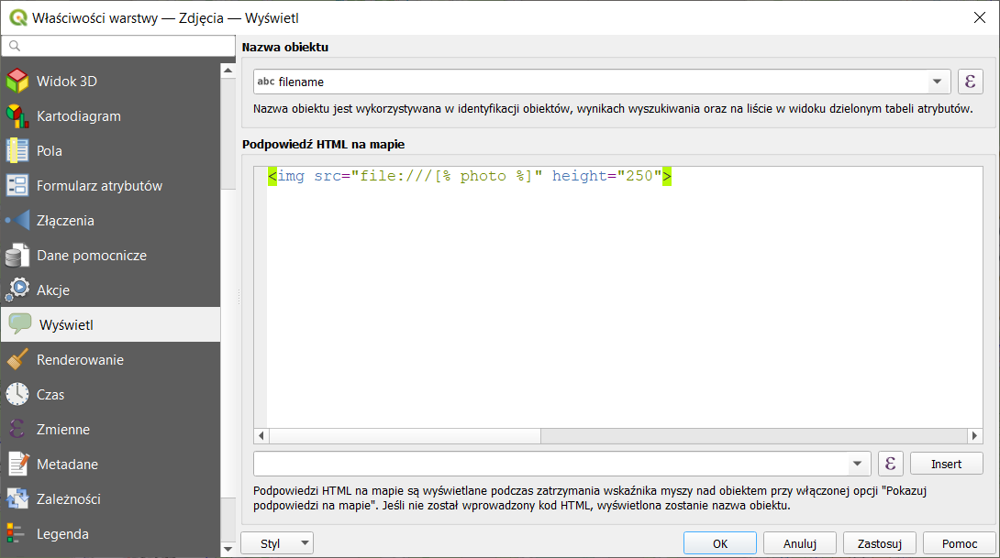 Właściwości warstwy — Zdjęcia — Wyświetl
Widok 3D
Kartodiagram
Pola
Formularz atrybutów
Złączenia
Dane pomocnicze
Akcje
Wyświetl
Renderowanie
Czas
Zmienne
Metadane
Zależności
Legenda
Nazwa obiektu
abc filename
ε
Nazwa obiektu jest wykorzystywana w identyfikacji obiektów, wynikach wyszukiwania oraz na liście w widoku dzielonym tabeli atrybutów.
Podpowiedź HTML na mapie
<img src="file:///[% photo %]" height="250">
ε
Insert
Podpowiedzi HTML na mapie są wyświetlane podczas zatrzymania wskaźnika myszy nad obiektem przy włączonej opcji "Pokazuj
podpowiedzi na mapie". Jeśli nie został wprowadzony kod HTML, wyświetlona zostanie nazwa obiektu.
Styl
OK
Anuluj
Zastosuj
Pomoc